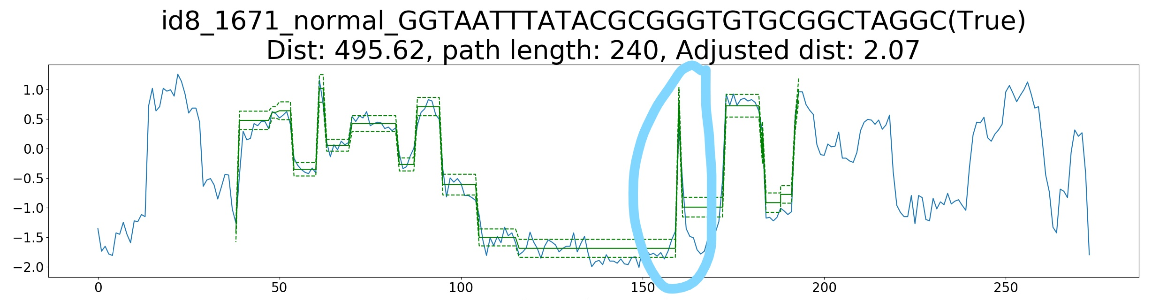 id8_1671_normal_GGTAATTTATACGCGGGTGTGCGGCTAGGC(True)
Dist: 495.62, path length: 240, Adjusted dist: 2.07
1.0
0.5
0.0
−0.5
−1.0
−1.5
−2.0
0 50 100 150 200 250